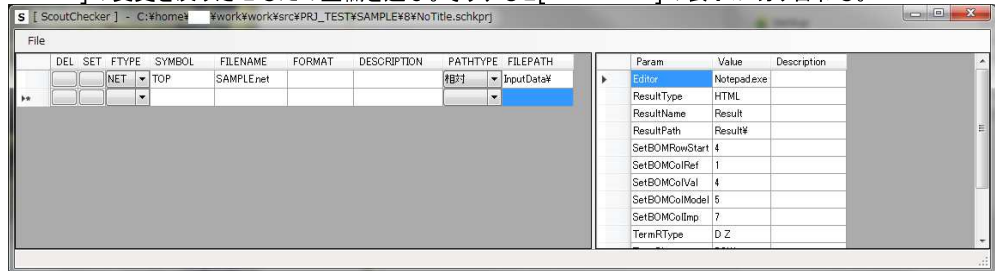 [ ScoutChecker ] - C:¥home¥ ¥work¥work¥src¥PRJ_TEST¥SAMPLE¥8¥NoTitle.schkprj
File
DEL SET FTYPE SYMBOL FILENAME FORMAT DESCRIPTION PATHTYPE FILEPATH
NET TOP SAMPLE.net 相対 InputData¥
Param Value Description
Editor Notepad.exe
ResultType HTML
ResultName Result
ResultPath Result¥
SetBOMRowStart 4
SetBOMColRef 1
SetBOMColVal 4
SetBOMColModel 5
SetBOMColImp 7
TermRType D Z